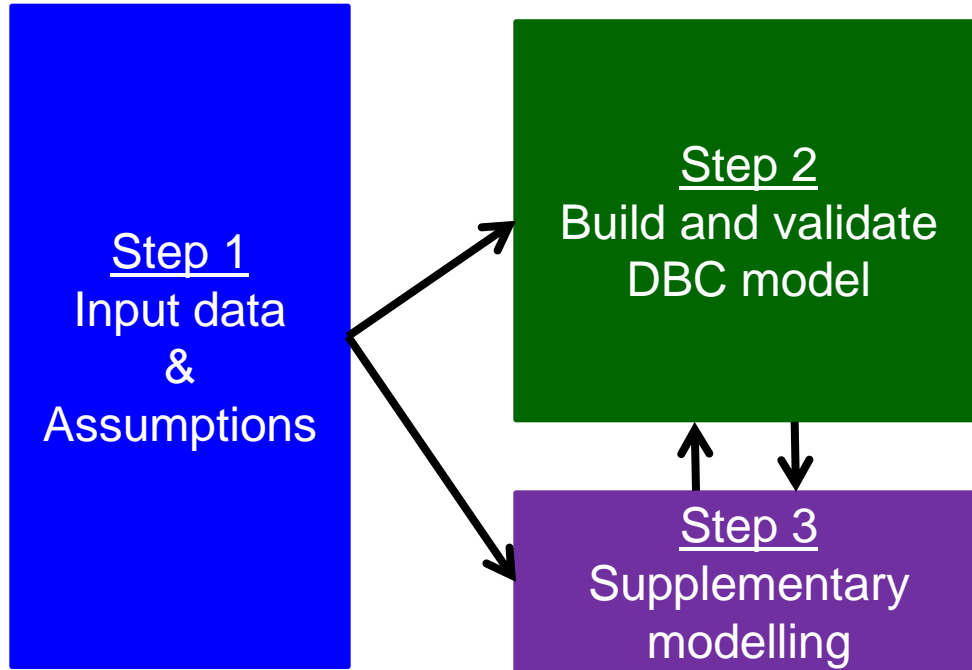 Step 1
Input data
&
Assumptions
Step 2
Build and validate
DBC model
Step 3
Supplementary
modelling